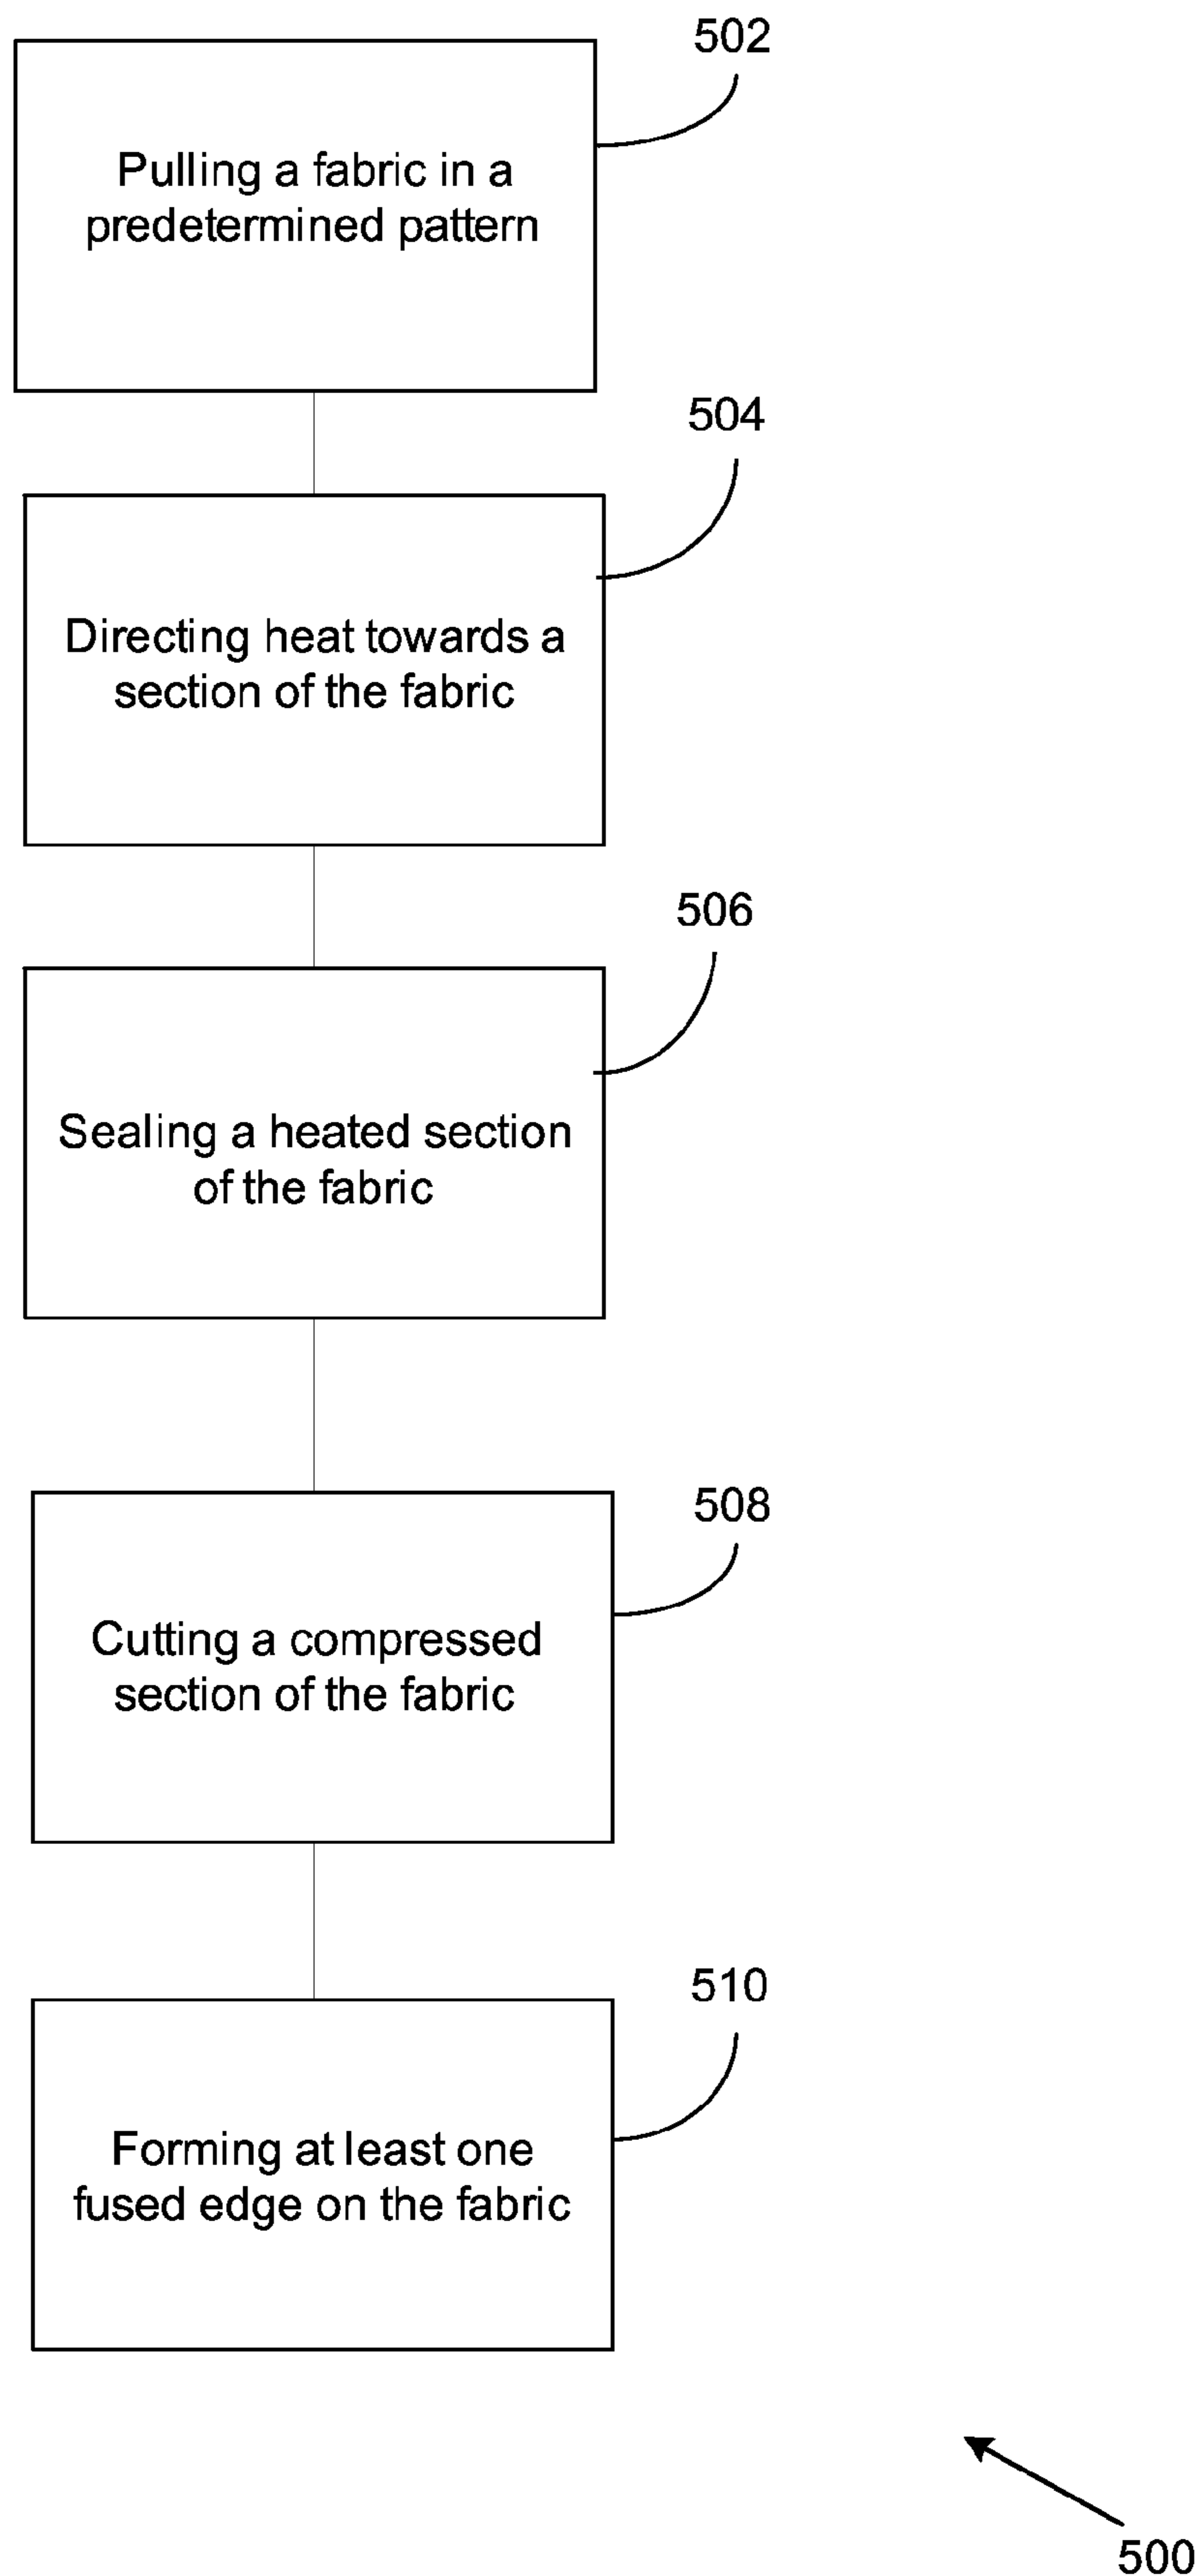 502
Pulling a fabric in a
predetermined pattern
504
Directing heat towards a
section of the fabric
506
Sealing a heated section
of the fabric
508
Cutting a compressed
section of the fabric
510
Forming at least one
fused edge on the fabric
500